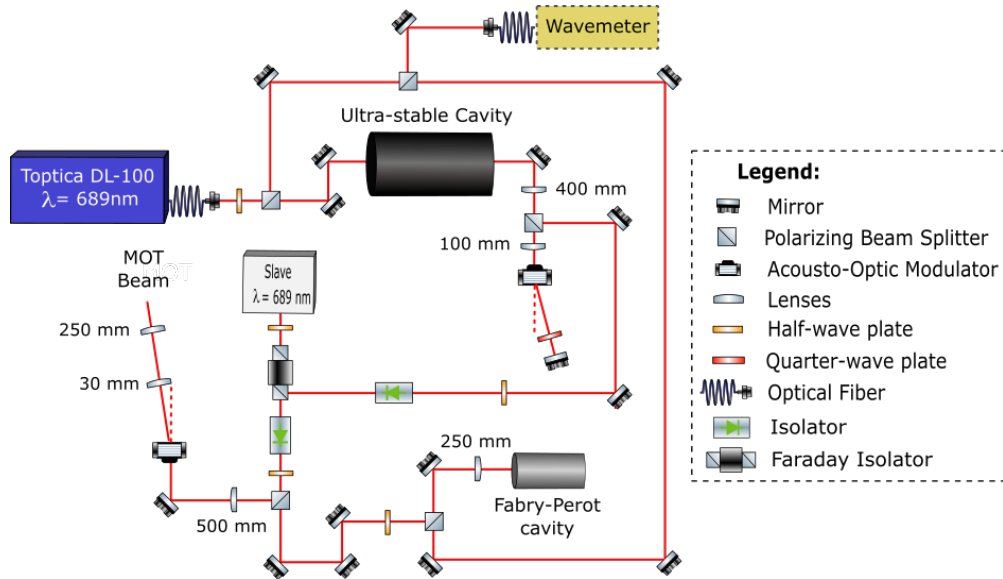 Wavemeter
Ultra-stable Cavity
Toptica DL-100
λ= 689nm
400 mm
100 mm
MOT
Beam
MOT
Slave
λ = 689 nm
250 mm
30 mm
250 mm
Fabry-Perot
cavity
500 mm
Legend:
Mirror
Polarizing Beam Splitter
Acousto-Optic Modulator
Lenses
Half-wave plate
Quarter-wave plate
Optical Fiber
Isolator
Faraday Isolator